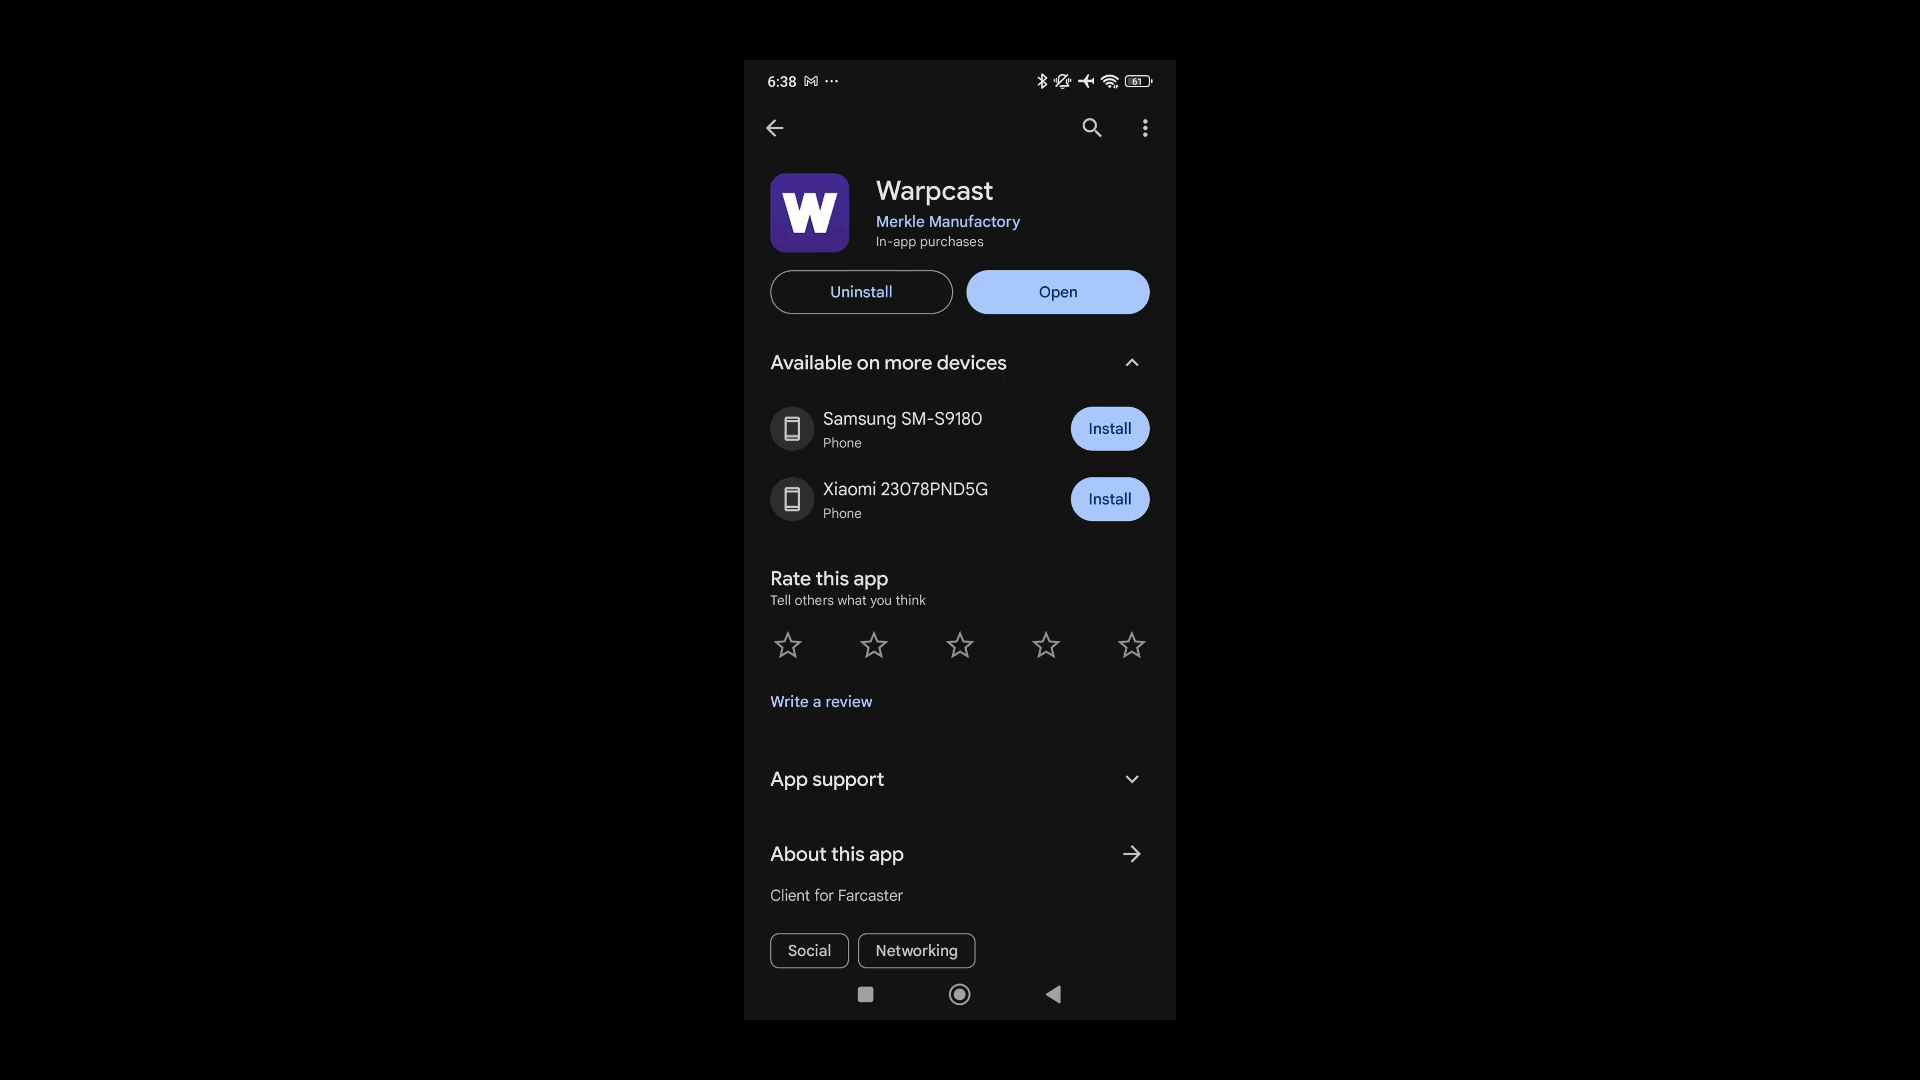 6:38
61
W
Warpcast
Merkle Manufactory
In-app purchases
Uninstall
Open
Available on more devices
Samsung SM-S9180
Phone
Install
Xiaomi 23078PND5G
Phone
Install
Rate this app
Tell others what you think
Write a review
App support
About this app
Client for Farcaster
Social
Networking